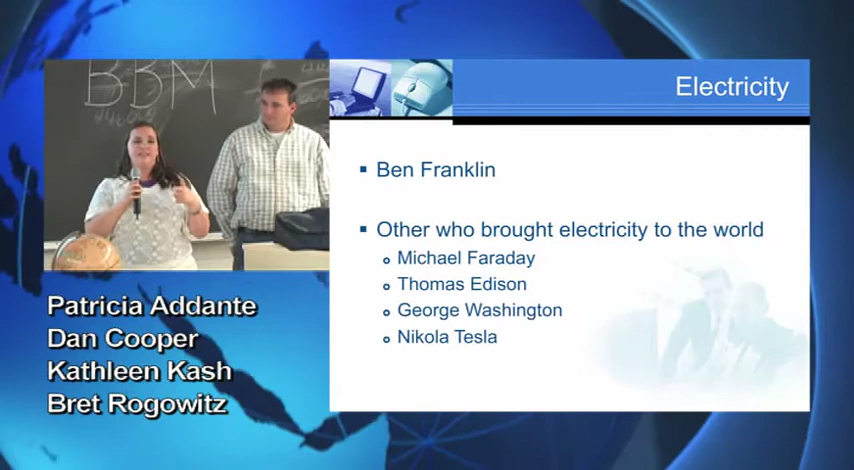 BBM
Electricity
Ben Franklin
Other who brought electricity to the world
Michael Faraday
Thomas Edison
George Washington
Nikola Tesla
Patricia Addante
Dan Cooper
Kathleen Kash
Bret Rogowitz